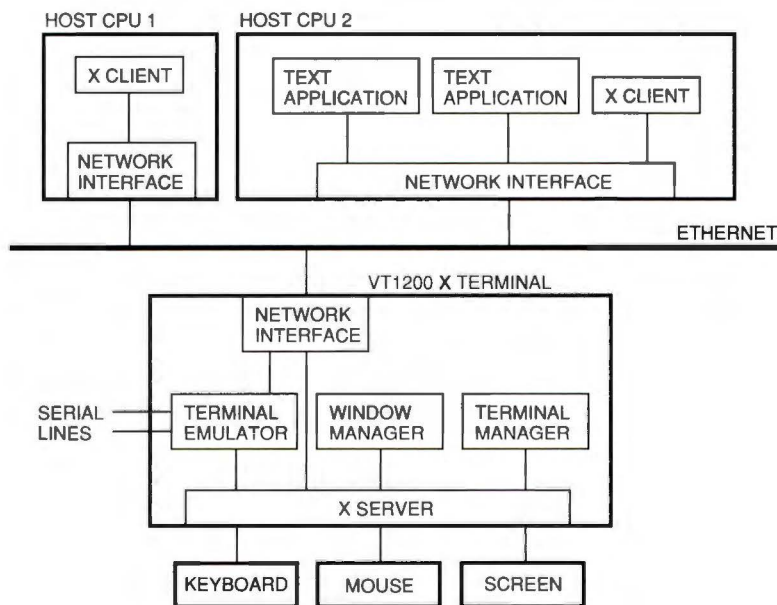 HOST CPU 1
HOST CPU 2
X CLIENT
TEXT
APPLICATION
TEXT
APPLICATION
X CLIENT
NETWORK
INTERFACE
NETWORK INTERFACE
ETHERNET
VT1200 X TERMINAL
NETWORK
INTERFACE
SERIAL
LINES
TERMINAL
EMULATOR
WINDOW
MANAGER
TERMINAL
MANAGER
X SERVER
KEYBOARD
MOUSE
SCREEN